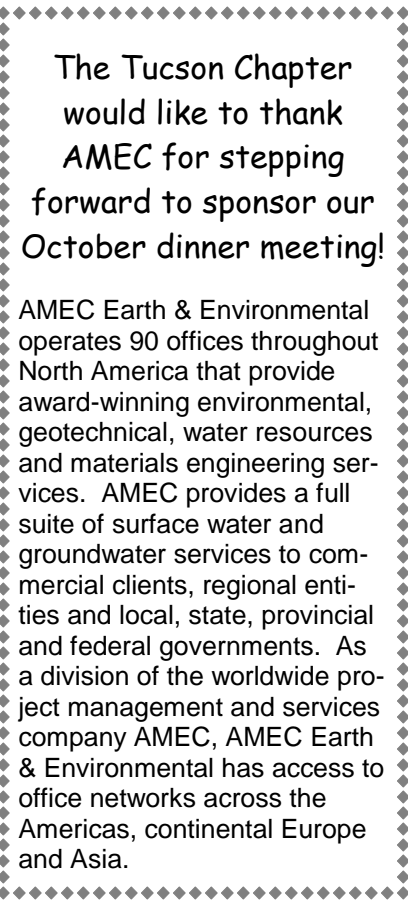 The Tucson Chapter
would like to thank
AMEC for stepping
forward to sponsor our
October dinner meeting!
AMEC Earth & Environmental
operates 90 offices throughout
North America that provide
award-winning environmental,
geotechnical, water resources
and materials engineering ser-
vices.  AMEC provides a full
suite of surface water and
groundwater services to com-
mercial clients, regional enti-
ties and local, state, provincial
and federal governments.  As
a division of the worldwide pro-
ject management and services
company AMEC, AMEC Earth
& Environmental has access to
office networks across the
Americas, continental Europe
and Asia.